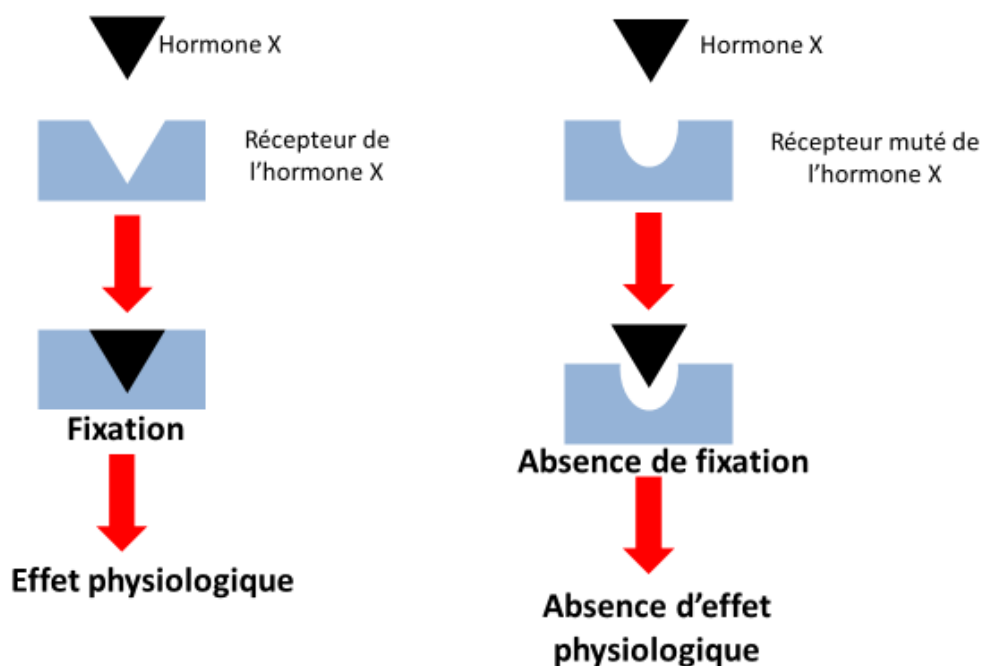 Hormone X
Récepteur de
l'hormone X
Fixation
Effet physiologique
Hormone X
Récepteur muté de
l'hormone X
Absence de fixation
Absence d'effet
physiologique